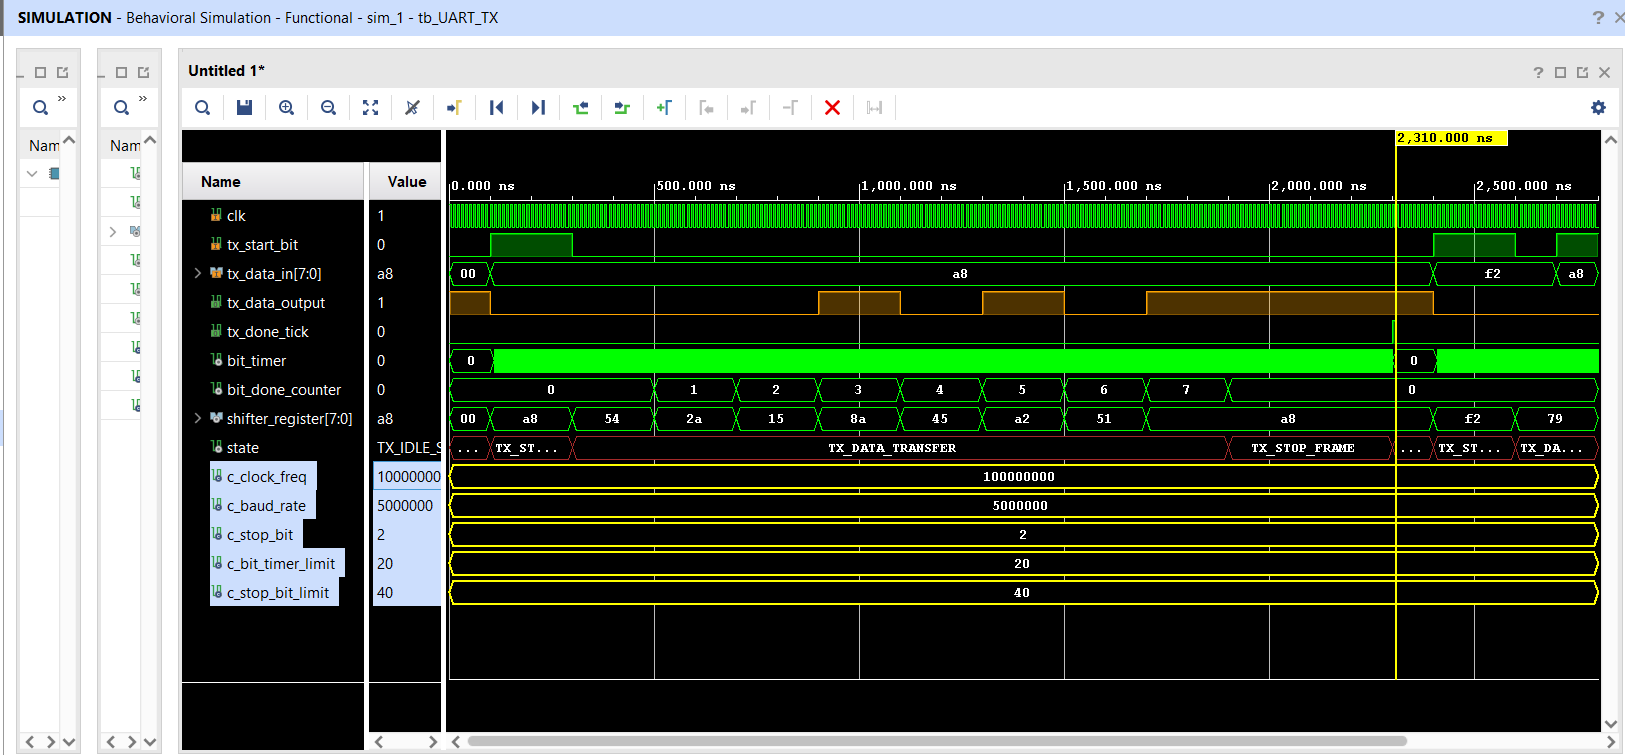 SIMULATION - Behavioral Simulation - Functional - sim_1 - tb_UART_TX
Untitled 1*
Nam
Nam
2,310.000 ns
Name Value
0.000 ns 500.000 ns 1,000.000 ns 1,500.000 ns 2,000.000 ns 2,500.000 ns
clk 1
tx_start_bit 0
tx_data_in[7:0] a8 00 a8 f2 a8
tx_data_output 1
tx_done_tick 0
bit_timer 0 0 0
bit_done_counter 0 0 1 2 3 4 5 6 7 0
shifter_register[7:0] a8 00 a8 54 2a 15 8a 45 a2 51 a8 f2 79
state TX_IDLE_S ... TX_ST... TX_DATA_TRANSFER TX_STOP_FRAME ... TX_ST... TX_DA...
c_clock_freq 100000000 100000000
c_baud_rate 5000000 5000000
c_stop_bit 2 2
c_bit_timer_limit 20 20
c_stop_bit_limit 40 40